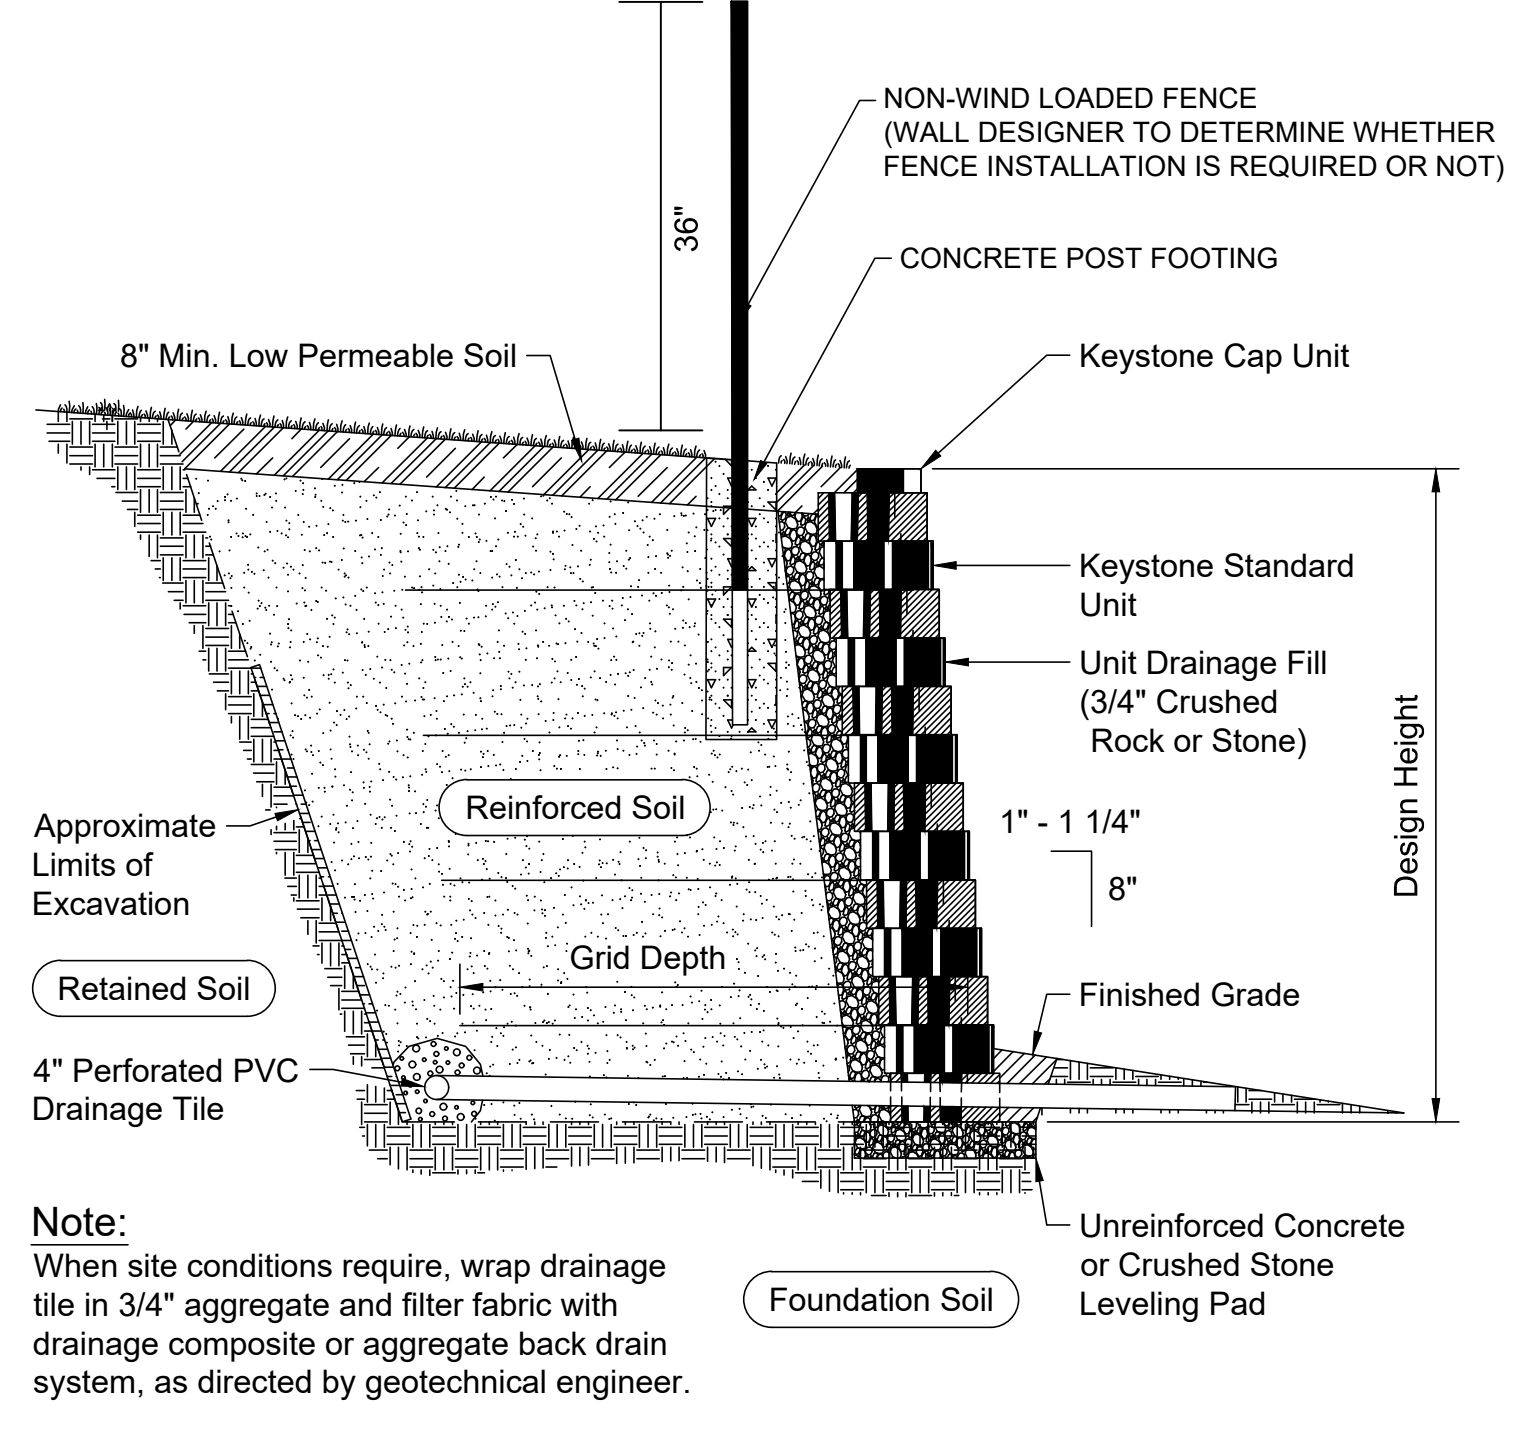 NON-WIND LOADED FENCE
(WALL DESIGNER TO DETERMINE WHETHER
FENCE INSTALLATION IS REQUIRED OR NOT)
36"
CONCRETE POST FOOTING
8" Min. Low Permeable Soil
Keystone Cap Unit
Keystone Standard
Unit
Unit Drainage Fill
(3/4" Crushed
Rock or Stone)
Design Height
Reinforced Soil
1" - 1 1/4"
8"
Approximate
Limits of
Excavation
Grid Depth
Retained Soil
Finished Grade
4" Perforated PVC
Drainage Tile
Note:
When site conditions require, wrap drainage
tile in 3/4" aggregate and filter fabric with
drainage composite or aggregate back drain
system, as directed by geotechnical engineer.
Foundation Soil
Unreinforced Concrete
or Crushed Stone
Leveling Pad